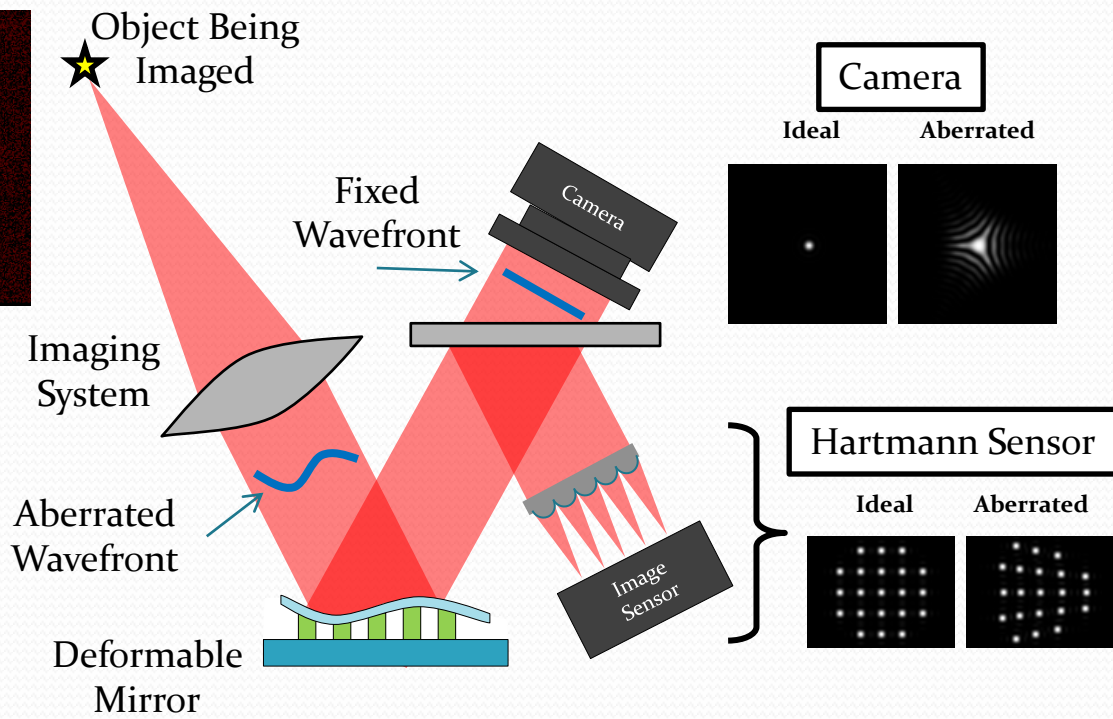 Object Being
Imaged
Camera
Ideal
Aberrated
Fixed
Wavefront
Camera
Imaging
System
Hartmann Sensor
Ideal
Aberrated
Aberrated
Wavefront
Image
Sensor
Deformable
Mirror